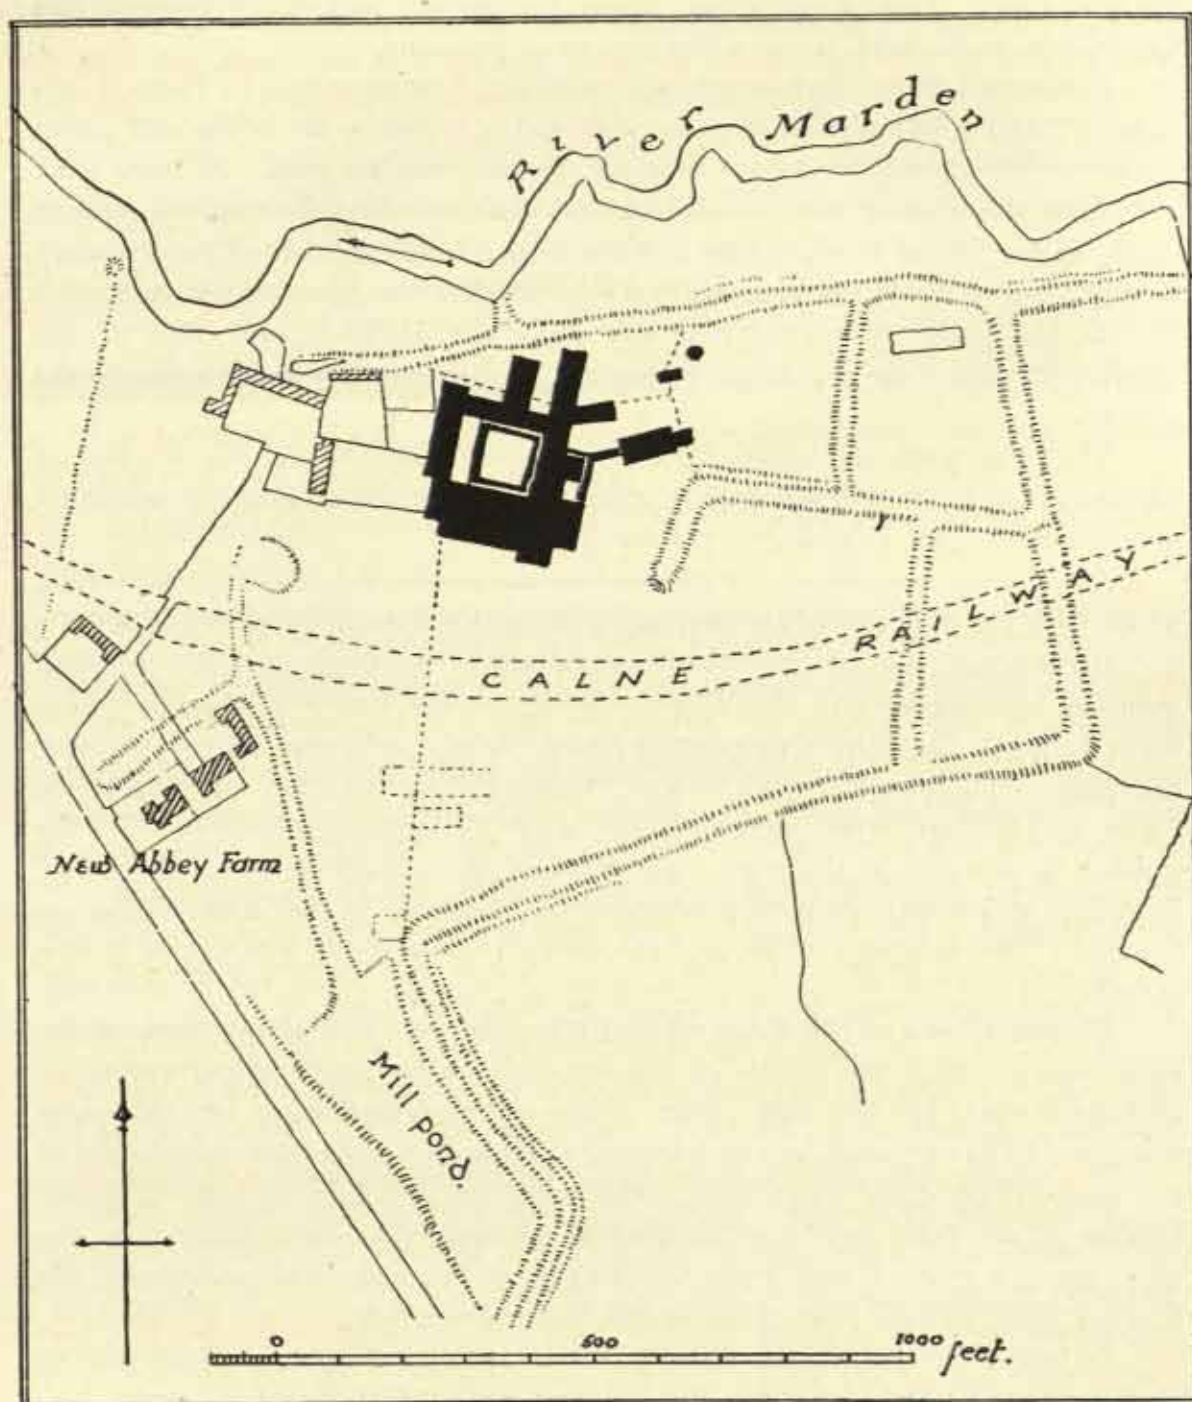 River Marden
CALNE RAILWAY
New Abbey Farm
Mill pond.
0 500 1000 feet.